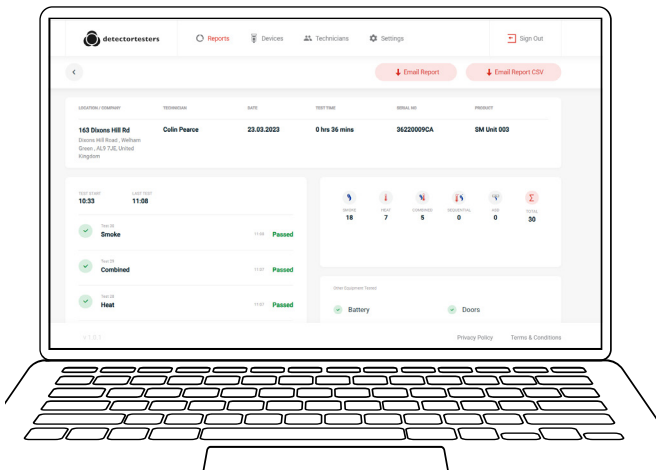 detectortesters
Reports
Devices
Technicians
Settings
Sign Out
Email Report
Email Report CSV
LOCATION / COMPANY
TECHNICIAN
DATE
TEST TIME
SERIAL NO
PRODUCT
163 Dixons Hill Rd
Dixons Hill Road , Welham
Green , AL9 7JE, United
Kingdom
Colin Pearce
23.03.2023
0 hrs 36 mins
36220009CA
SM Unit 003
TEST START
10:33
LAST TEST
11:08
Smoke
11:08 Passed
Combined
11:07 Passed
Heat
11:07 Passed
SMOKE
18
HEAT
7
COMBINED
5
SEQUENTIAL
0
0
TOTAL
30
Other Equipment Tested
Battery
Doors
Privacy Policy
Terms & Conditions